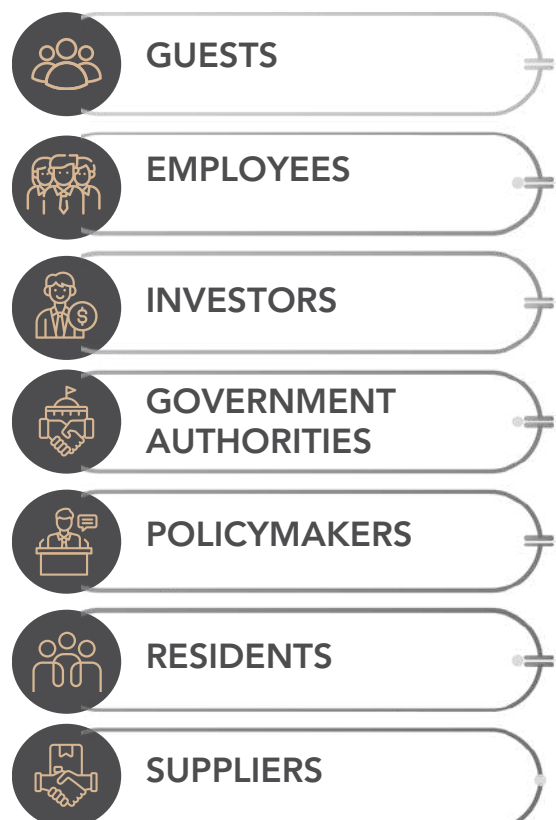 GUESTS
EMPLOYEES
INVESTORS
GOVERNMENT
AUTHORITIES
POLICYMAKERS
RESIDENTS
SUPPLIERS